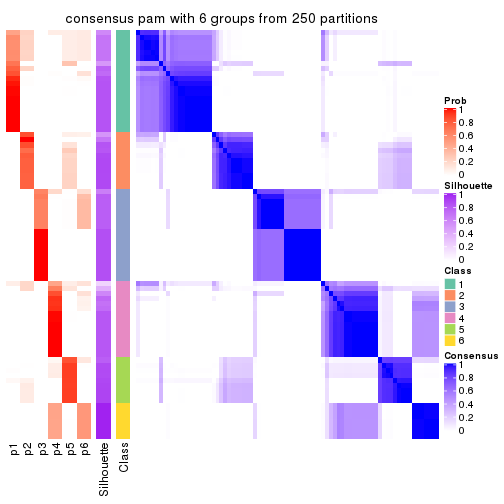 consensus pam with 6 groups from 250 partitions
Prob
1
0.8
0.6
0.4
0.2
0
Silhouette
1
0.8
0.6
0.4
0.2
0
Class
1
2
3
4
5
6
Consensus
1
0.8
0.6
0.4
0.2
0
p1
p2
p3
p4
p5
p6
Silhouette
Class